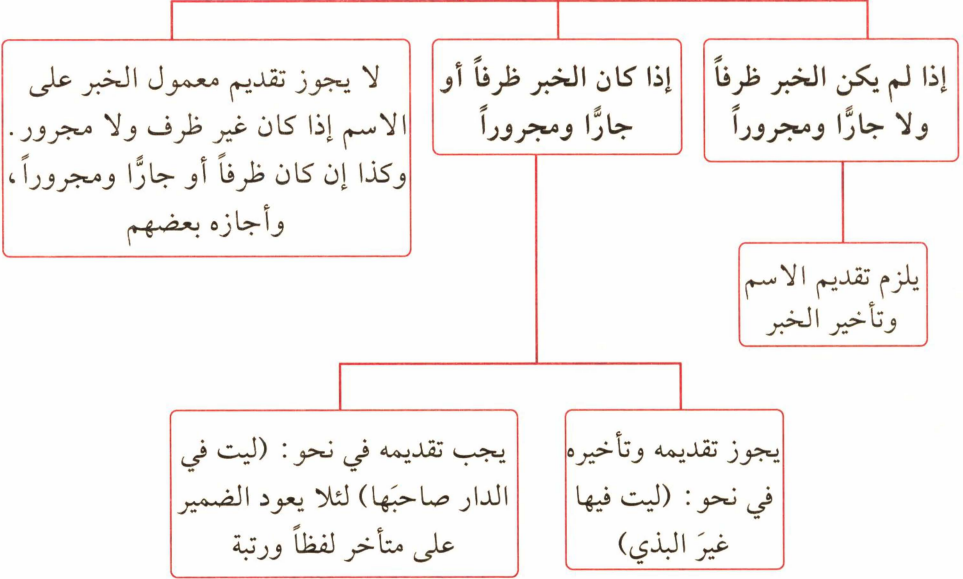 إذا لم يكن الخبر ظرفاً
ولا جارًّا ومجروراً
إذا كان الخبر ظرفاً أو
جارًّا ومجروراً
لا يجوز تقديم معمول الخبر على
الاسم إذا كان غير ظرف ولا مجرور.
وكذا إن كان ظرفاً أو جارًّا ومجروراً،
وأجازه بعضهم
يلزم تقديم الاسم
وتأخير الخبر
يجوز تقديمه وتأخيره
في نحو: (ليت فيها
غيرَ البذي)
يجب تقديمه في نحو: (ليت في
الدار صاحبَها) لئلا يعود الضمير
على متأخر لفظاً ورتبة